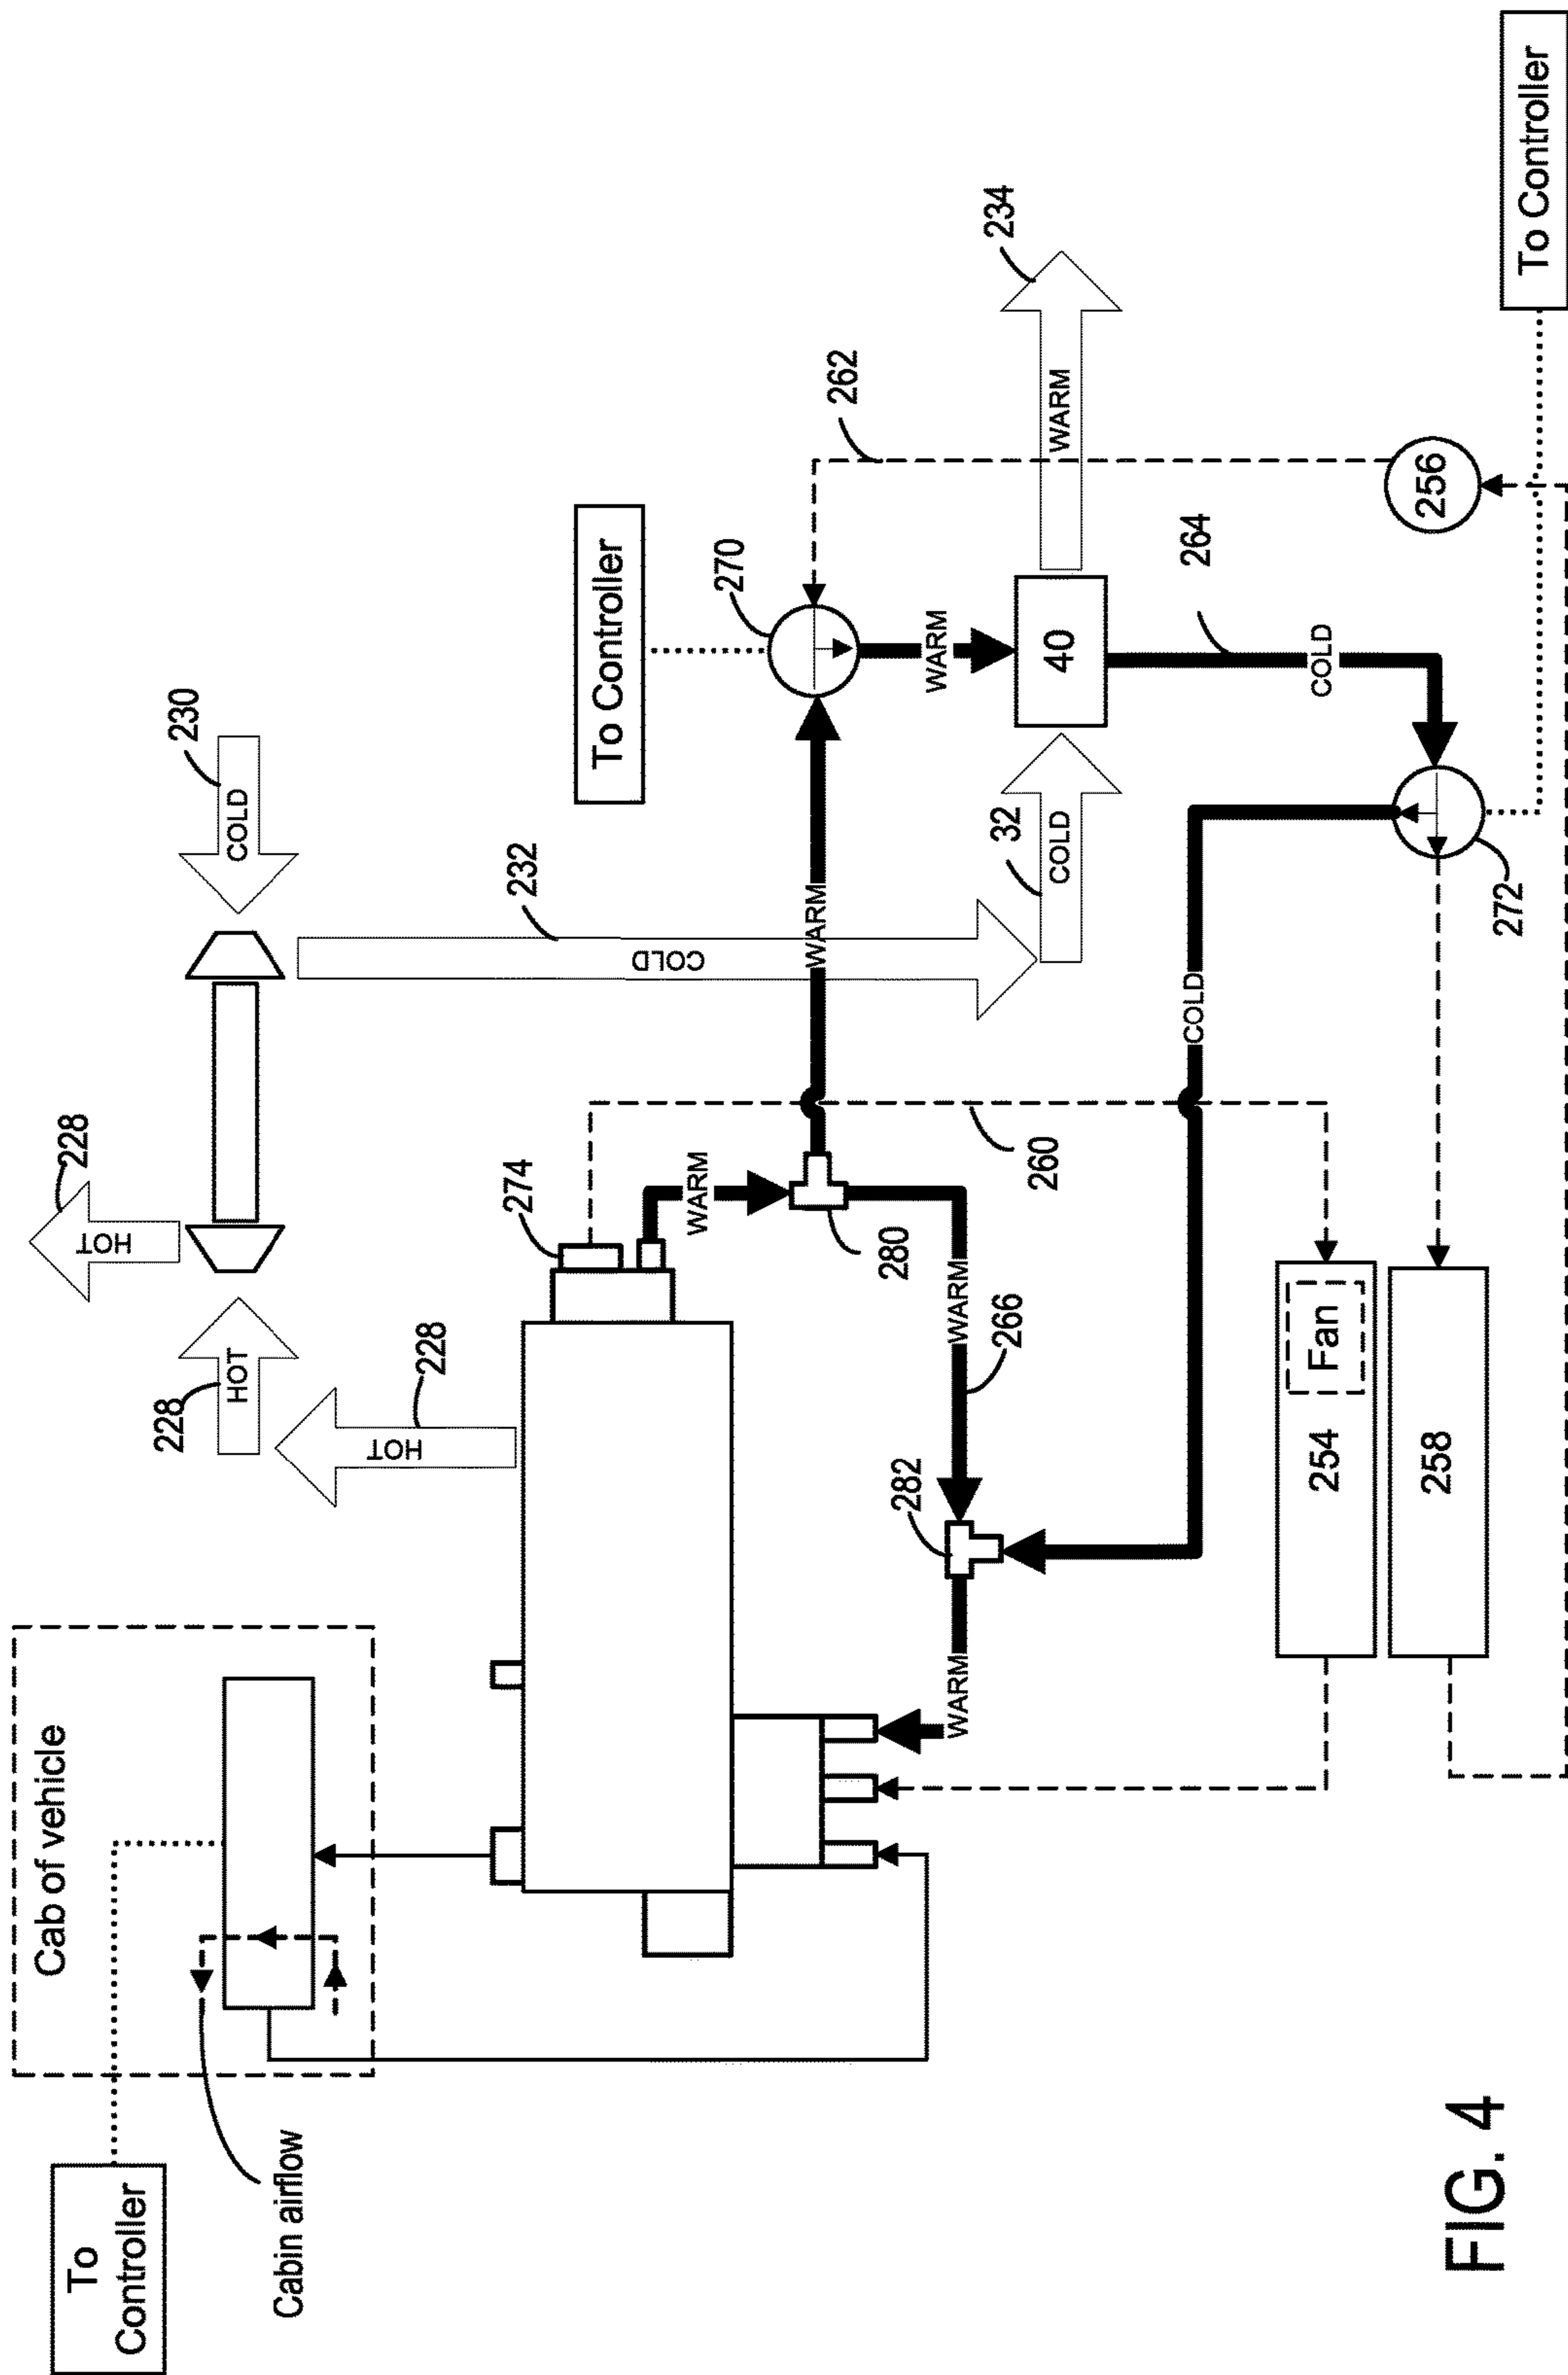 To
Controller
Cab of vehicle
228
HOT
228
230
HOT
COLD
Cabin airflow
HOT
228
274
232
To Controller
COLD
WARM
270
WARM
262
280
282
WARM
WARM
WARM
WARM
234
266
32
260
COLD
40
WARM
COLD
264
254
Fan
COLD
258
256
FIG. 4
272
To Controller